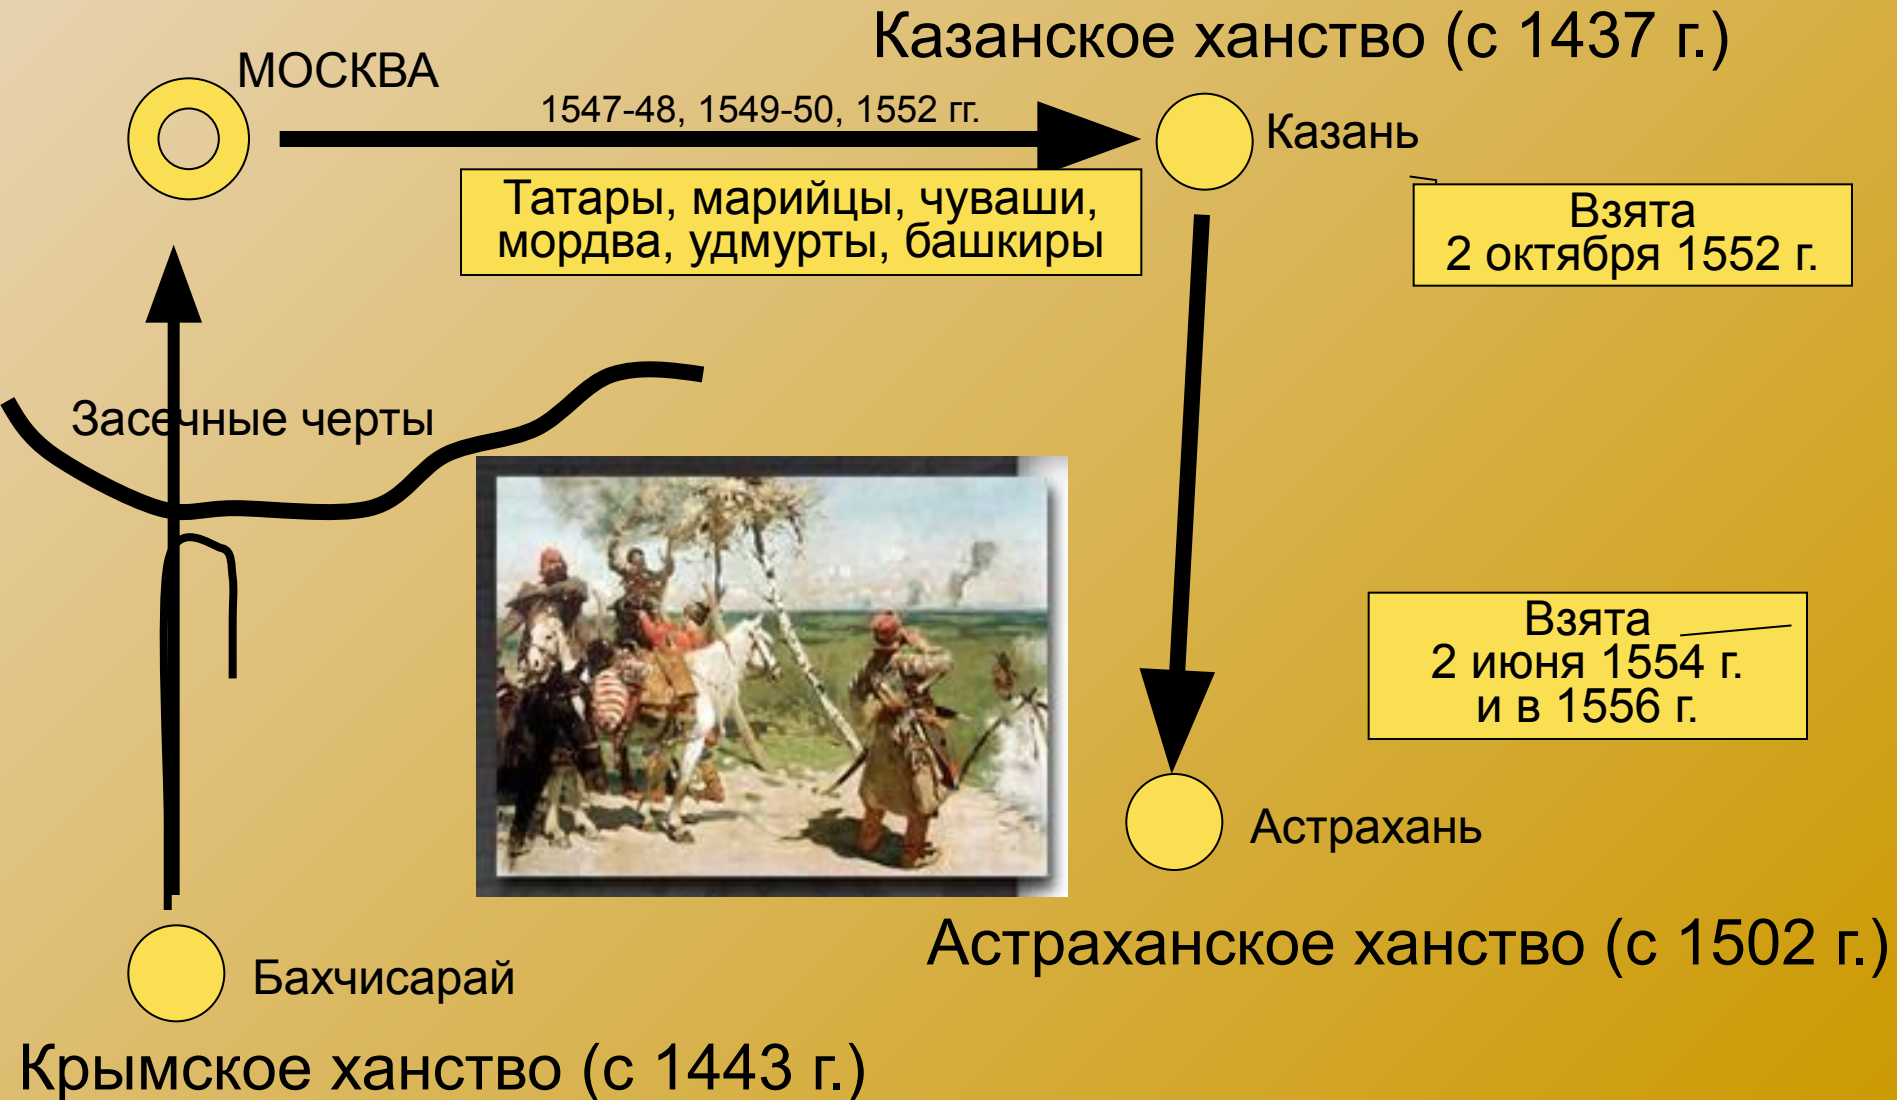 Казанское ханство (с 1437 г.)
МОСКВА
1547-48, 1549-50, 1552 гг.
Казань
Татары, марийцы, чуваши,
мордва, удмурты, башкиры
Взята
2 октября 1552 г.
Засечные черты
Взята
2 июня 1554 г.
и в 1556 г.
Астрахань
Астраханское ханство (с 1502 г.)
Бахчисарай
Крымское ханство (с 1443 г.)